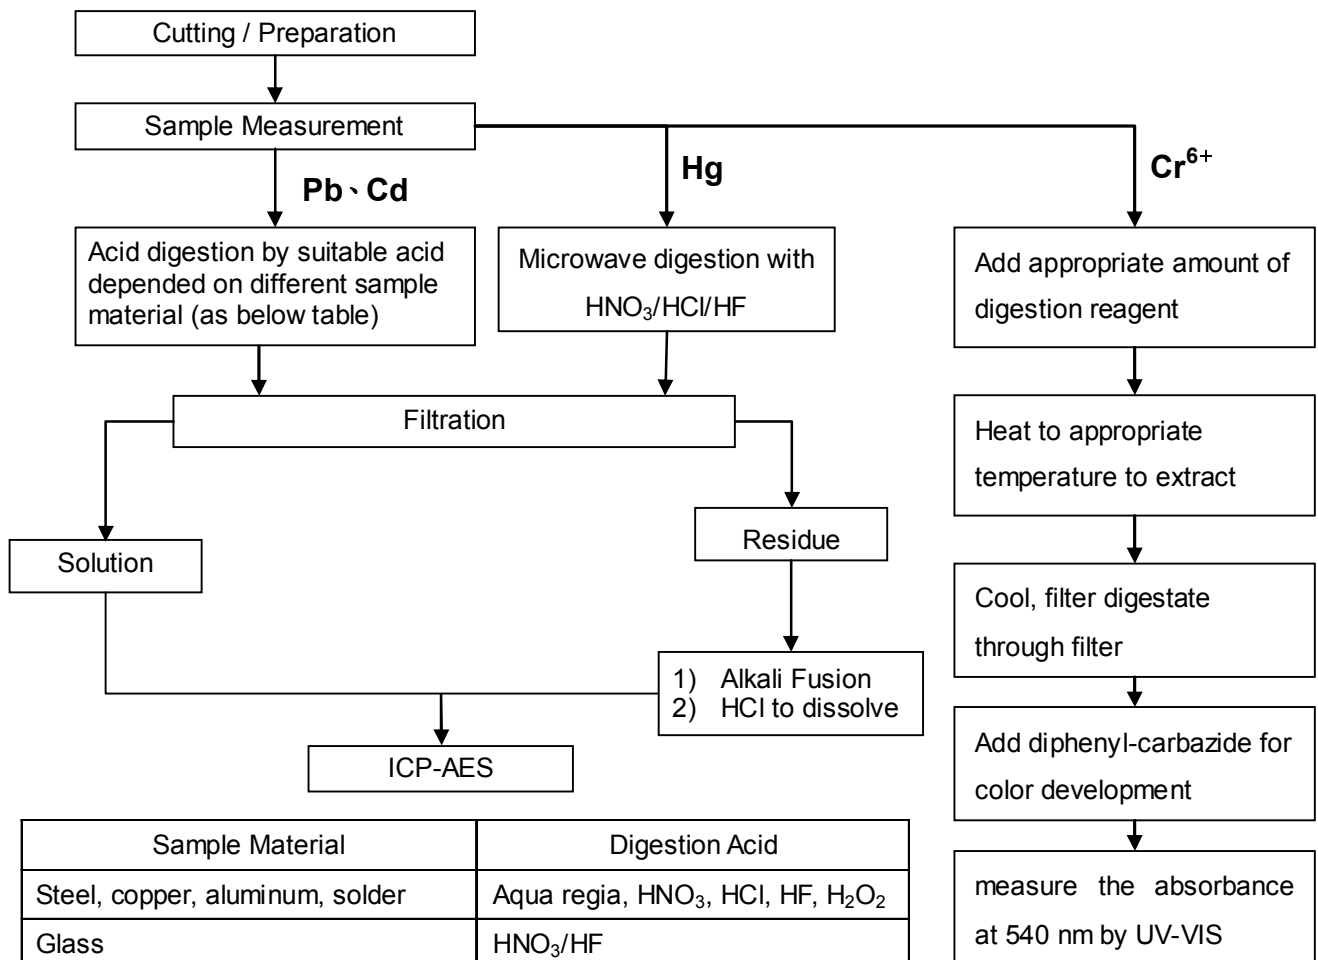 Cutting / Preparation
Sample Measurement
Pb、Cd
Hg
Cr⁶⁺
Acid digestion by suitable acid
depended on different sample
material (as below table)
Microwave digestion with
HNO₃/HCl/HF
Add appropriate amount of
digestion reagent
Filtration
Heat to appropriate
temperature to extract
Solution
Residue
Cool, filter digestate
through filter
1) Alkali Fusion
2) HCl to dissolve
ICP-AES
Add diphenyl-carbazide for
color development
Sample Material Digestion Acid
Steel, copper, aluminum, solder Aqua regia, HNO₃, HCl, HF, H₂O₂
Glass HNO₃/HF
measure the absorbance
at 540 nm by UV-VIS